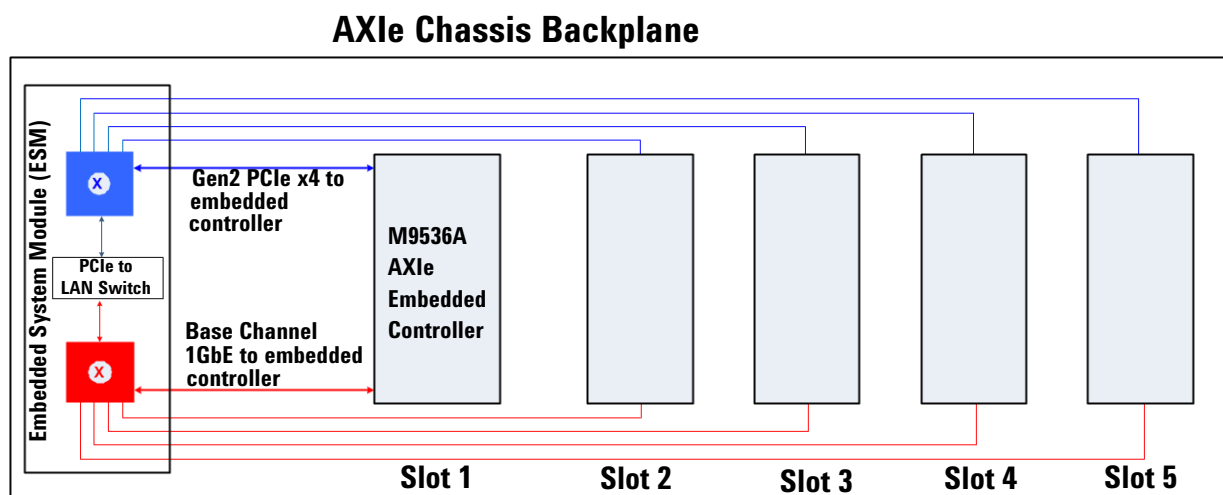 AXIe Chassis Backplane
Embedded System Module (ESM)
X
PCIe to
LAN Switch
X
Gen2 PCIe x4 to
embedded
controller
Base Channel
1GbE to embedded
controller
M9536A
AXIe
Embedded
Controller
Slot 1
Slot 2
Slot 3
Slot 4
Slot 5